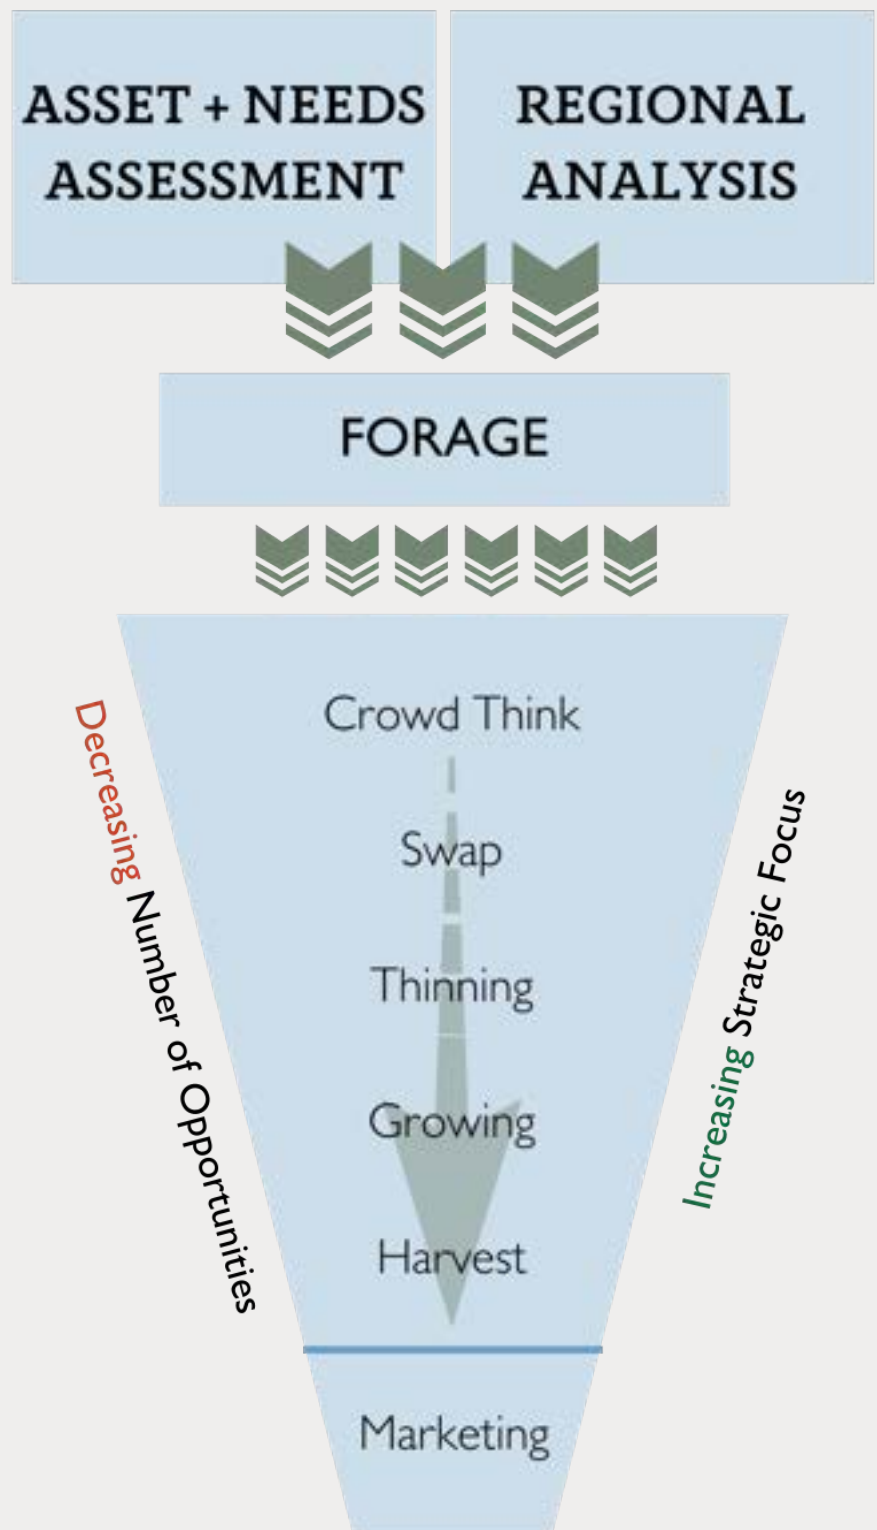 ASSET + NEEDS
ASSESSMENT
REGIONAL
ANALYSIS
FORAGE
Crowd Think
Swap
Thinning
Growing
Harvest
Marketing
Decreasing Number of Opportunities
Increasing Strategic Focus